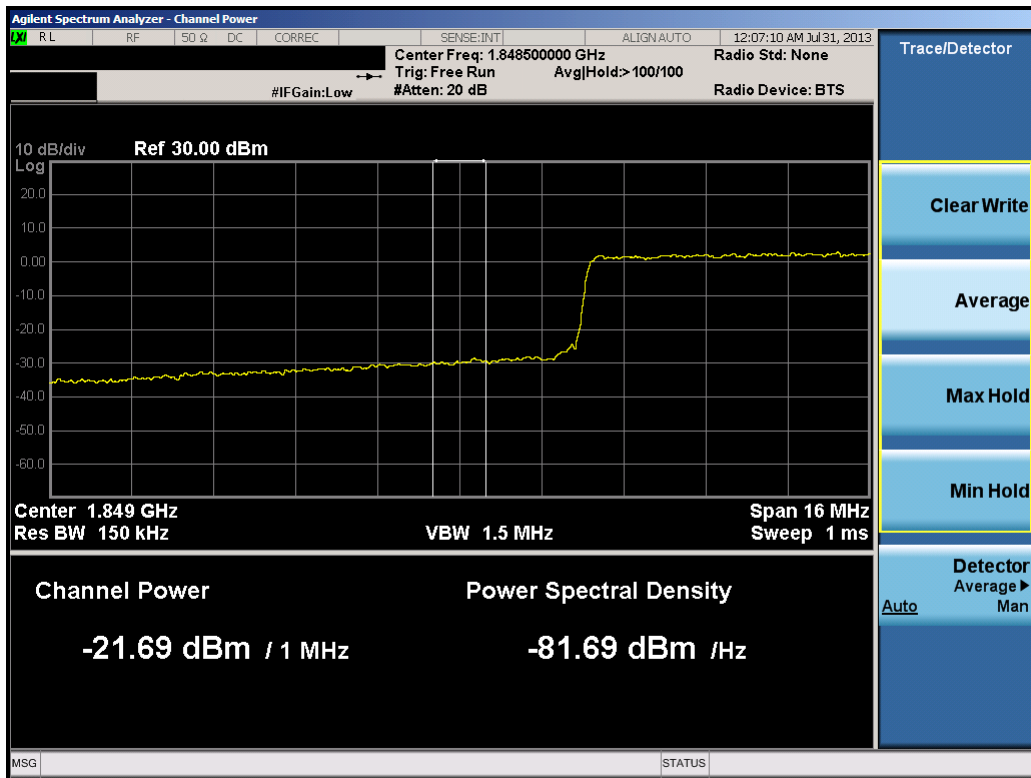 Agilent Spectrum Analyzer - Channel Power
LXI RL RF 50 Ω DC CORREC SENSE:INT ALIGN AUTO 12:07:10 AM Jul 31, 2013
Center Freq: 1.848500000 GHz Radio Std: None
Trig: Free Run Avg|Hold:>100/100
#IFGain:Low #Atten: 20 dB Radio Device: BTS
10 dB/div Ref 30.00 dBm
Log
20.0
10.0
0.00
-10.0
-20.0
-30.0
-40.0
-50.0
-60.0
Center 1.849 GHz Span 16 MHz
Res BW 150 kHz VBW 1.5 MHz Sweep 1 ms
Channel Power Power Spectral Density
-21.69 dBm / 1 MHz -81.69 dBm /Hz
MSG STATUS
Trace/Detector
Clear Write
Average
Max Hold
Min Hold
Detector
Average▶
Auto Man